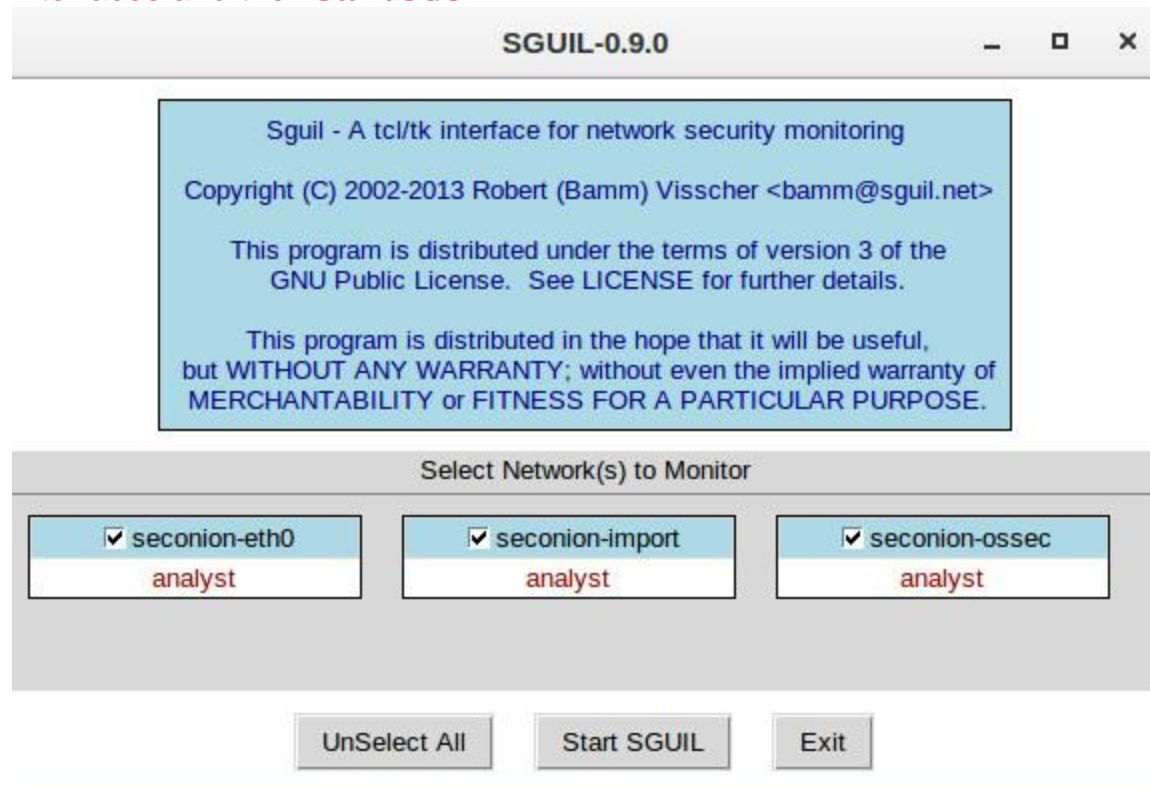 SGUIL-0.9.0
Sguil - A tcl/tk interface for network security monitoring
Copyright (C) 2002-2013 Robert (Bamm) Visscher <bamm@sguil.net>
This program is distributed under the terms of version 3 of the
GNU Public License. See LICENSE for further details.
This program is distributed in the hope that it will be useful,
but WITHOUT ANY WARRANTY; without even the implied warranty of
MERCHANTABILITY or FITNESS FOR A PARTICULAR PURPOSE.
Select Network(s) to Monitor
seconion-eth0 seconion-import seconion-ossec
analyst analyst analyst
UnSelect All Start SGUIL Exit